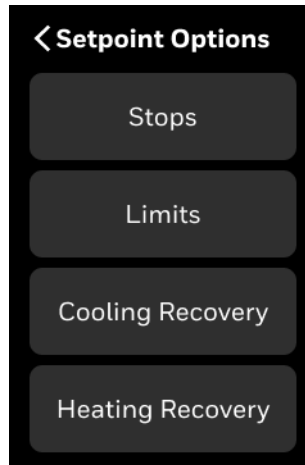 Setpoint Options
Stops
Limits
Cooling Recovery
Heating Recovery